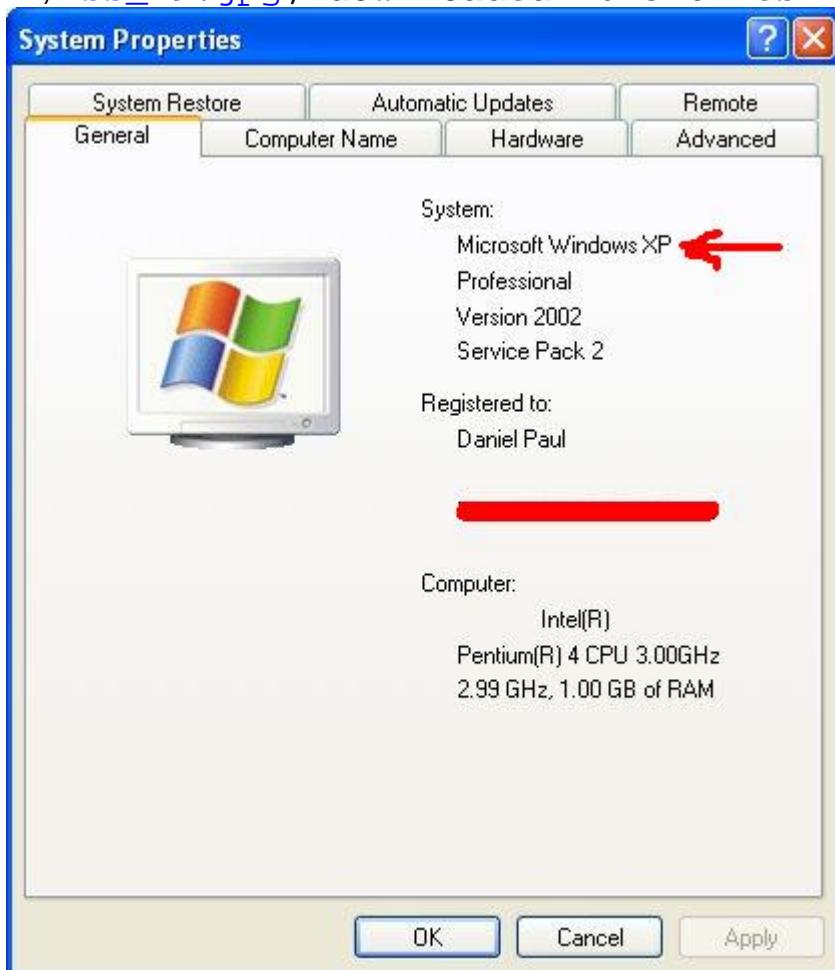 System Properties
System Restore Automatic Updates Remote
General Computer Name Hardware Advanced
System:
Microsoft Windows XP
Professional
Version 2002
Service Pack 2
Registered to:
Daniel Paul
Computer:
Intel(R)
Pentium(R) 4 CPU 3.00GHz
2.99 GHz, 1.00 GB of RAM
OK Cancel Apply